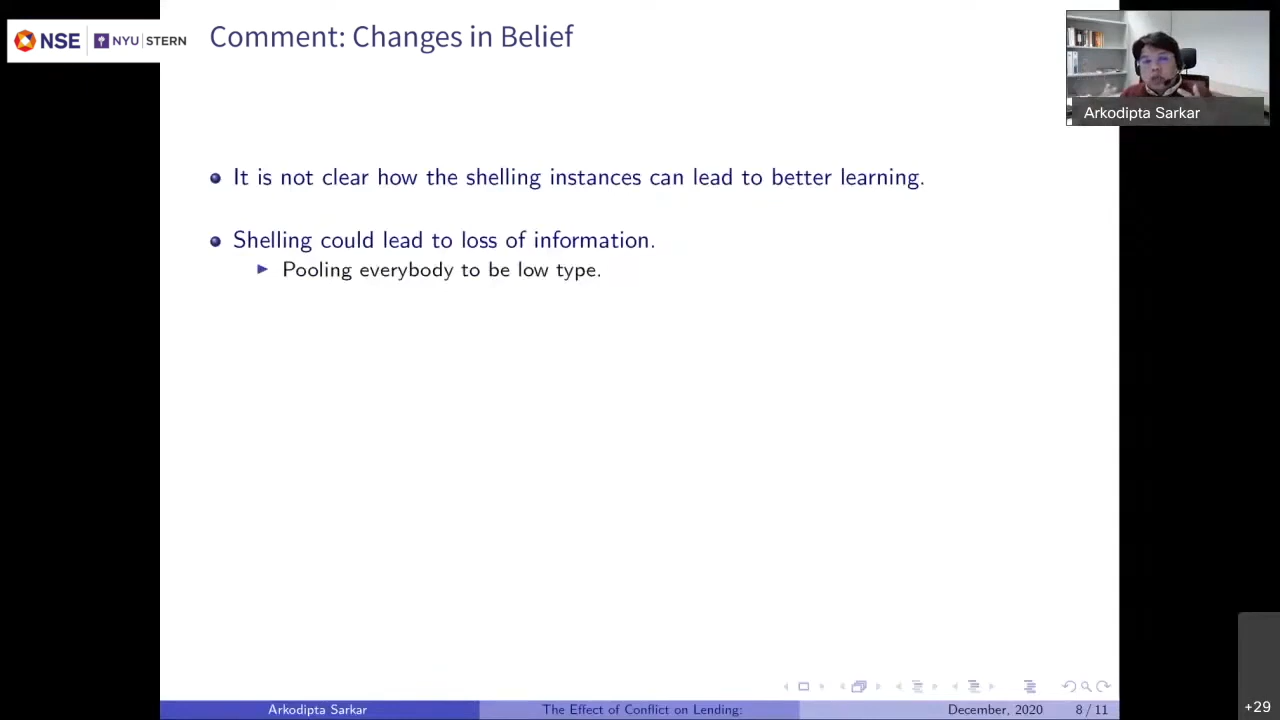 NSE NYU STERN
Comment: Changes in Belief
Arkodipta Sarkar
It is not clear how the shelling instances can lead to better learning.
Shelling could lead to loss of information.
Pooling everybody to be low type.
Arkodipta Sarkar The Effect of Conflict on Lending: December, 2020 8 / 11
+29